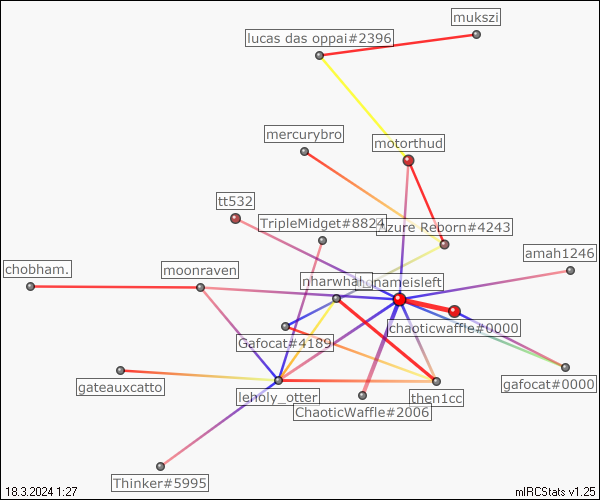 mukszi
lucas das oppai#2396
mercurybro
motorthud
tt532
TripleMidget#8824
Azure Reborn#4243
amah1246
chobham.
moonraven
nharwhal
nonameisleft
chaoticwaffle#0000
Gafocat#4189
gateauxcatto
leholy_otter
ChaoticWaffle#2006
then1cc
gafocat#0000
Thinker#5995
18.3.2024 1:27
mIRCStats v1.25